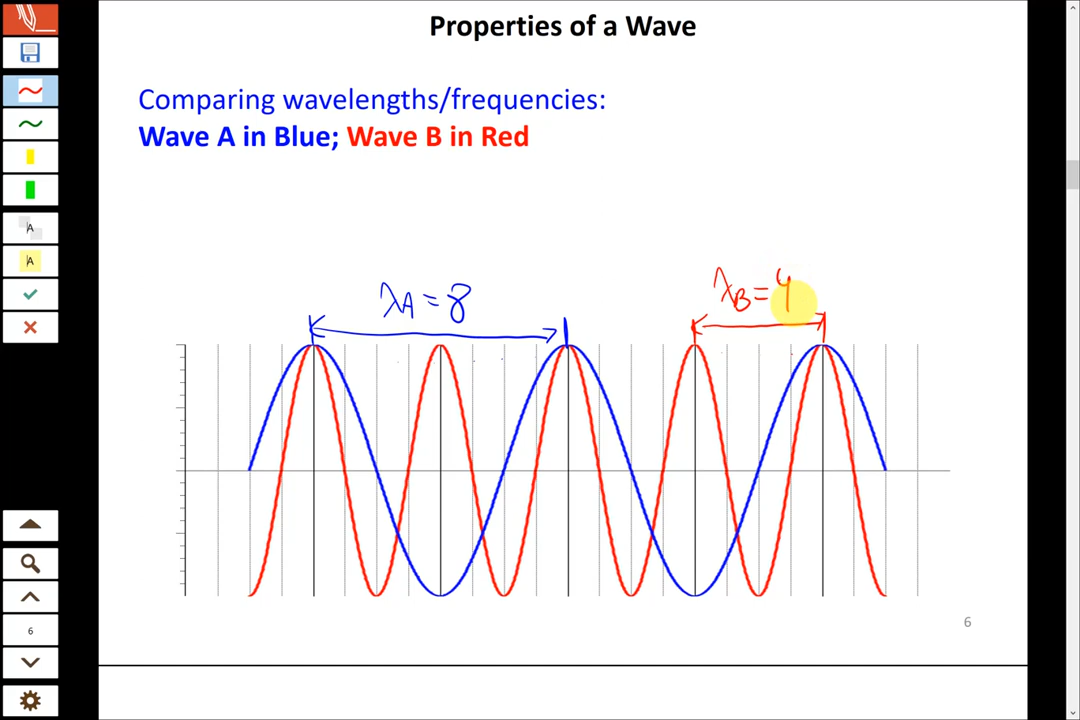 Properties of a Wave
Comparing wavelengths/frequencies:
Wave A in Blue; Wave B in Red
λA = 8
λB = 4
A
A
6
6